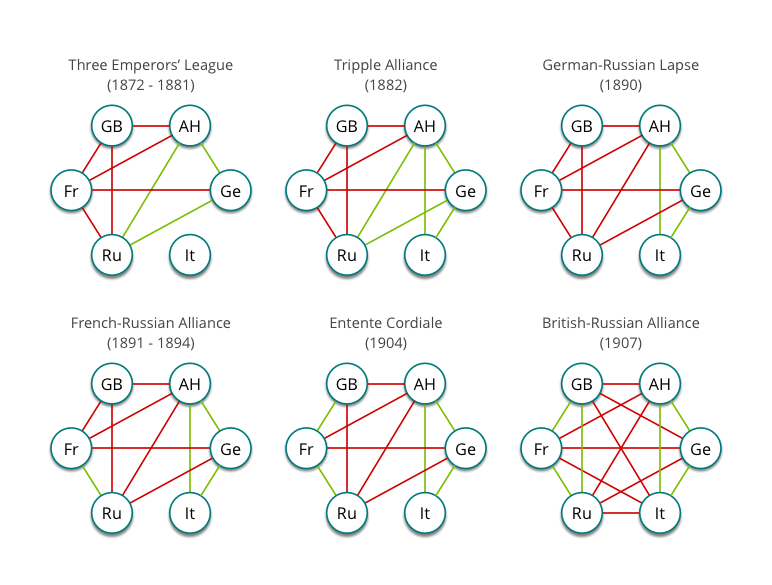 Three Emperors’ League
(1872 - 1881)
GB
AH
Fr
Ge
Ru
It
Tripple Alliance
(1882)
GB
AH
Fr
Ge
Ru
It
German-Russian Lapse
(1890)
GB
AH
Fr
Ge
Ru
It
French-Russian Alliance
(1891 - 1894)
GB
AH
Fr
Ge
Ru
It
Entente Cordiale
(1904)
GB
AH
Fr
Ge
Ru
It
British-Russian Alliance
(1907)
GB
AH
Fr
Ge
Ru
It